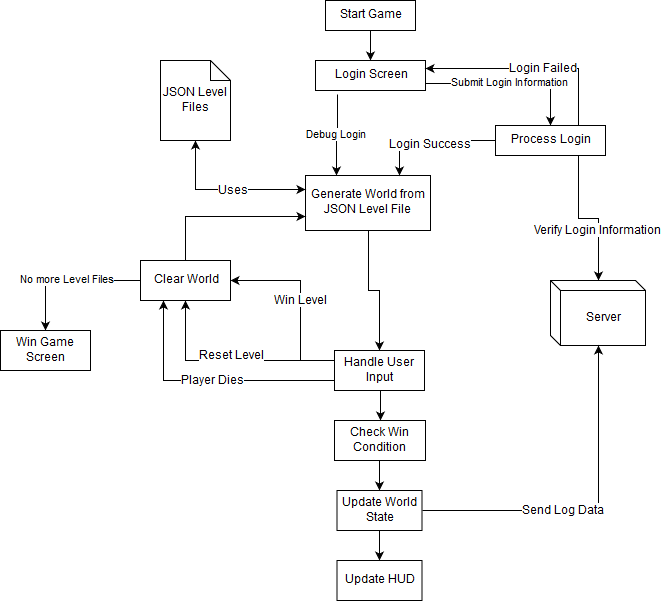 Start Game
Login Screen
Login Failed
Submit Login Information
JSON Level
Files
Debug Login
Login Success
Process Login
Uses
Generate World from
JSON Level File
Verify Login Information
No more Level Files
Clear World
Win Level
Server
Win Game
Screen
Reset Level
Player Dies
Handle User
Input
Check Win
Condition
Update World
State
Send Log Data
Update HUD